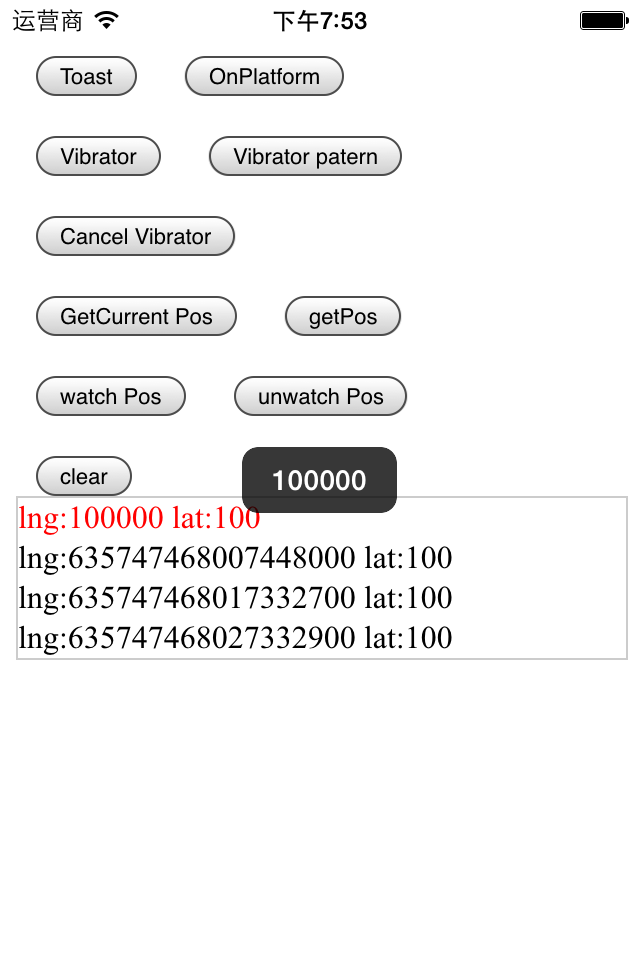 运营商 下午7:53
Toast OnPlatform
Vibrator Vibrator patern
Cancel Vibrator
GetCurrent Pos getPos
watch Pos unwatch Pos
clear 100000
lng:100000 lat:100
lng:635747468007448000 lat:100
lng:635747468017332700 lat:100
lng:635747468027332900 lat:100